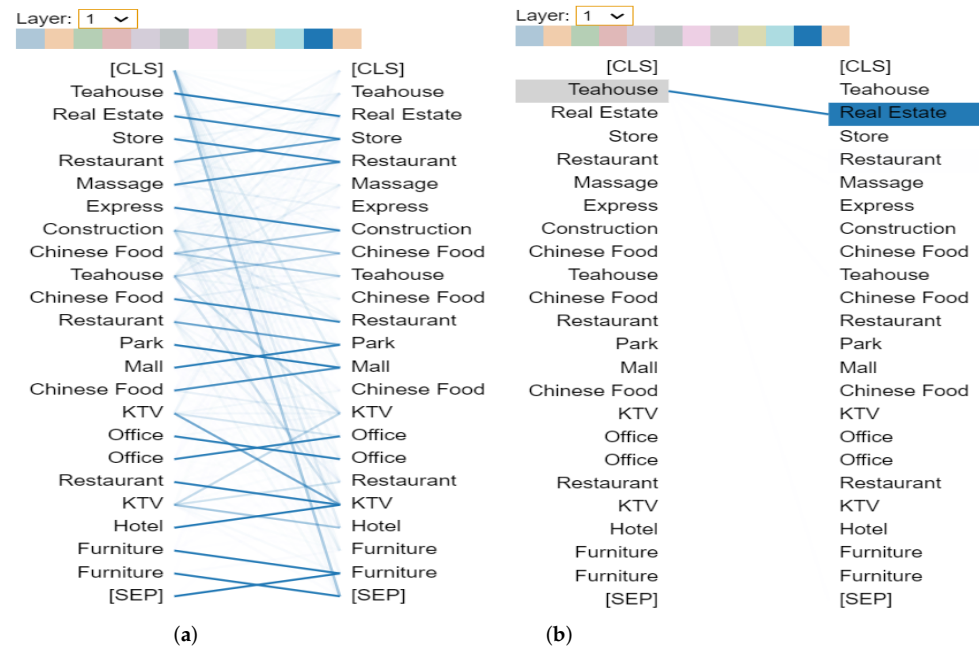 Layer: 1
Layer: 1
[CLS] [CLS] [CLS] [CLS]
Teahouse Teahouse Teahouse Teahouse
Real Estate Real Estate Real Estate Real Estate
Store Store Store Store
Restaurant Restaurant Restaurant Restaurant
Massage Massage Massage Massage
Express Express Express Express
Construction Construction Construction Construction
Chinese Food Chinese Food Chinese Food Chinese Food
Teahouse Teahouse Teahouse Teahouse
Chinese Food Chinese Food Chinese Food Chinese Food
Restaurant Restaurant Restaurant Restaurant
Park Park Park Park
Mall Mall Mall Mall
Chinese Food Chinese Food Chinese Food Chinese Food
KTV KTV KTV KTV
Office Office Office Office
Office Office Office Office
Restaurant Restaurant Restaurant Restaurant
KTV KTV KTV KTV
Hotel Hotel Hotel Hotel
Furniture Furniture Furniture Furniture
Furniture Furniture Furniture Furniture
[SEP] [SEP] [SEP] [SEP]
(a) (b)